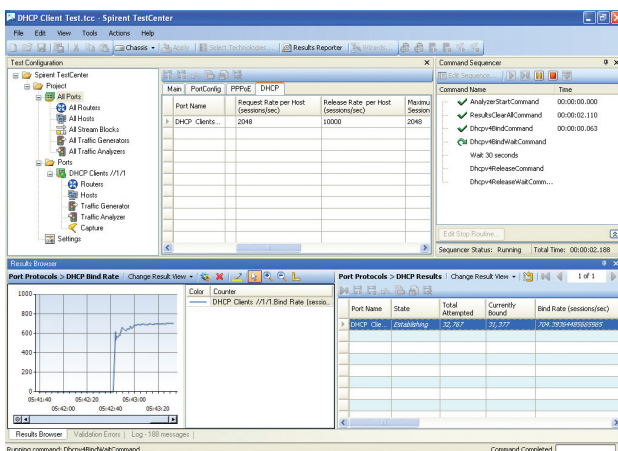 DHCP Client Test.tcc - Spirent TestCenter
File Edit View Tools Actions Help
Chassis Apply Select Technologies... Results Reporter Wizards...
Test Configuration
Spirent TestCenter
Project
All Ports
All Routers
All Hosts
All Stream Blocks
All Traffic Generators
All Traffic Analyzers
Ports
DHCP Clients //1/1
Routers
Hosts
Traffic Generator
Traffic Analyzer
Capture
Settings
Main PortConfig PPPoE DHCP
Port Name Request Rate per Host (sessions/sec) Release Rate per Host (sessions/sec) Maximu Session
DHCP Clients... 2048 10000 2048
Command Sequencer
Edit Sequence...
Command Name Time
AnalyzerStartCommand 00:00:00.000
ResultsClearAllCommand 00:00:02.110
Dhcpv4BindCommand 00:00:00.063
Dhcpv4BindWaitCommand
Wait 30 seconds
Dhcpv4ReleaseCommand
Dhcpv4ReleaseWaitComm...
Edit Stop Routine...
Sequencer Status: Running Total Time: 00:00:02.188
Results Browser
Port Protocols > DHCP Bind Rate Change Result View
1000
800
600
400
200
0
05:41:40 05:42:20 05:43:00
05:42:00 05:42:40 05:43:20
Color Counter
DHCP Clients //1/1.Bind Rate (sessio...
Port Protocols > DHCP Results Change Result View 1 of 1
Port Name State Total Attempted Currently Bound Bind Rate (sessions/sec)
DHCP Clie... Establishing 32,767 31,377 704.39364495665965
Results Browser Validation Errors Log - 108 messages
Running command: Dhcpv4BindWaitCommand Command Completed